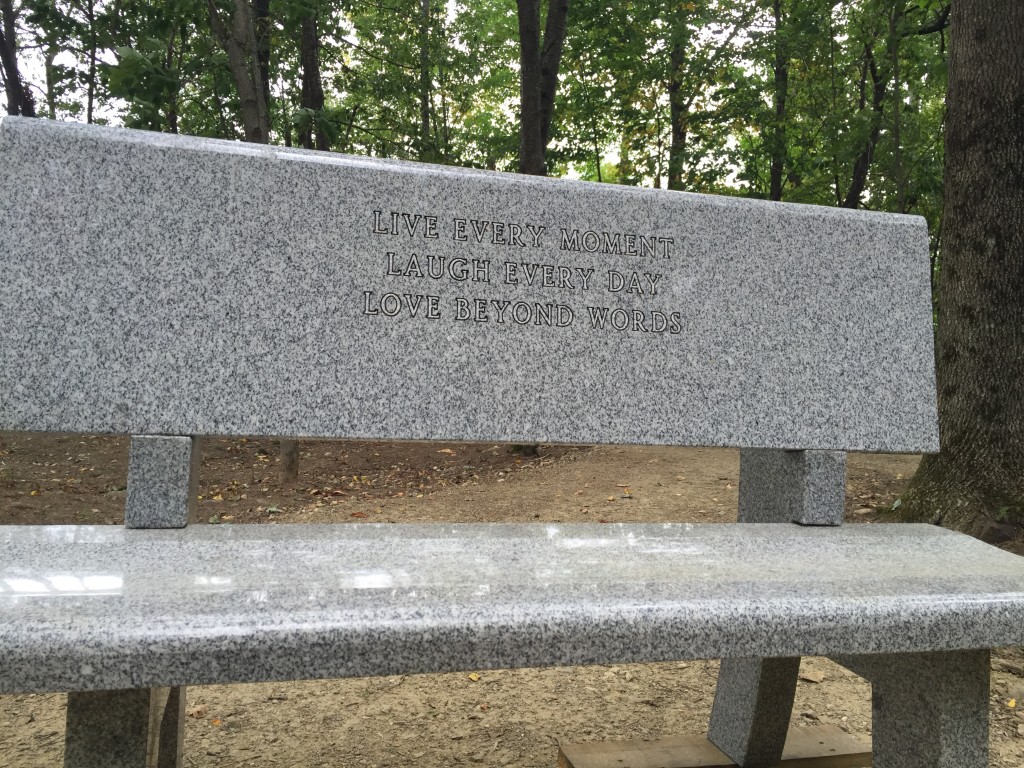 LIVE EVERY MOMENT
LAUGH EVERY DAY
LOVE BEYOND WORDS